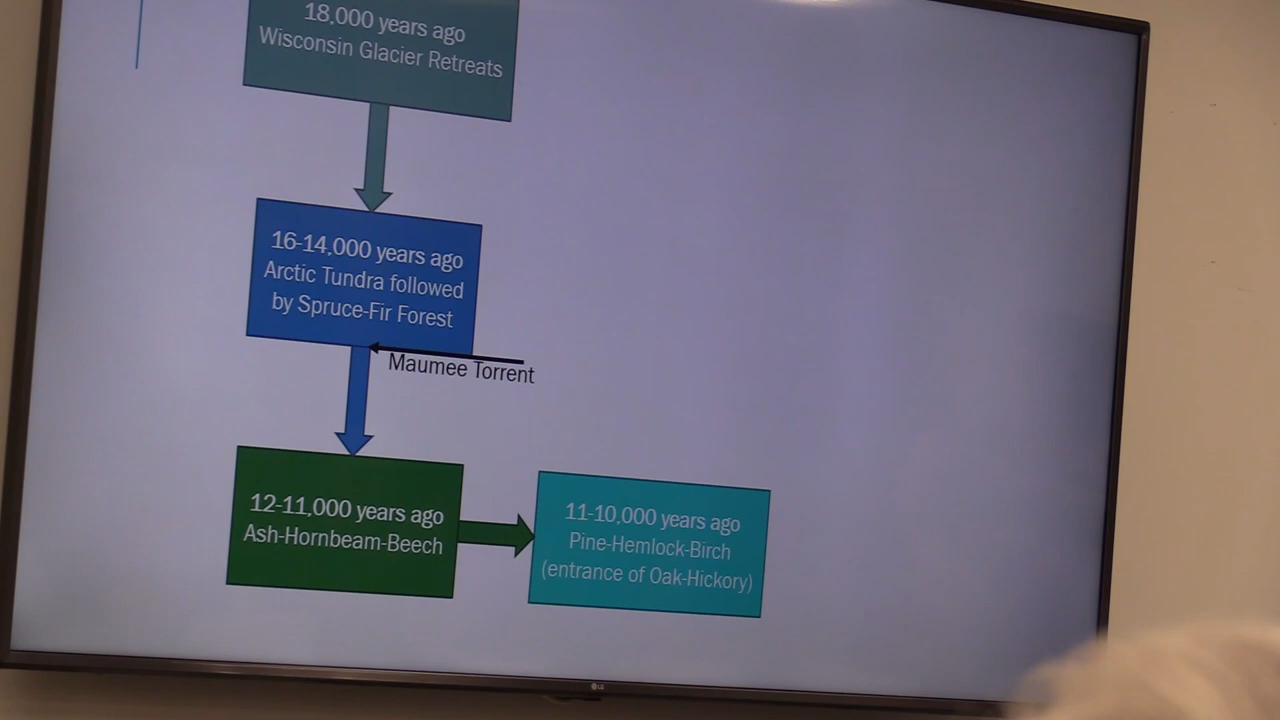 18,000 years ago
Wisconsin Glacier Retreats
16-14,000 years ago
Arctic Tundra followed
by Spruce-Fir Forest
Maumee Torrent
12-11,000 years ago
Ash-Hornbeam-Beech
11-10,000 years ago
Pine-Hemlock-Birch
(entrance of Oak-Hickory)
LG